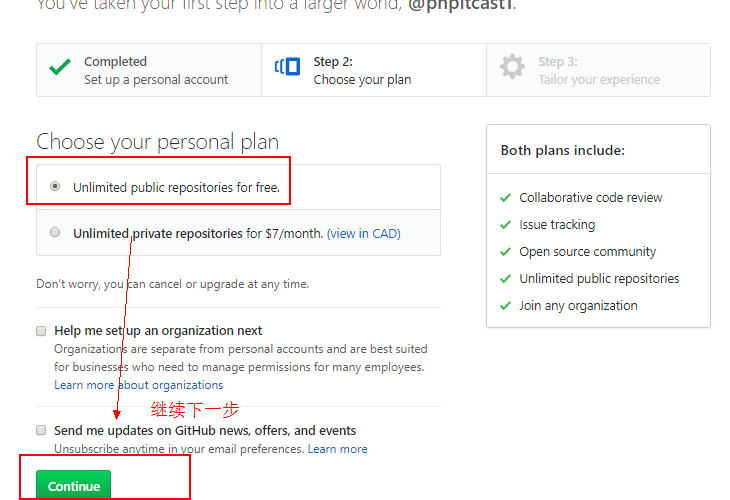 You've taken your first step into a larger world, @phpitcast1.
Completed
Set up a personal account
Step 2:
Choose your plan
Step 3:
Tailor your experience
Choose your personal plan
Unlimited public repositories for free.
Unlimited private repositories for $7/month. (view in CAD)
Don't worry, you can cancel or upgrade at any time.
Help me set up an organization next
Organizations are separate from personal accounts and are best suited
for businesses who need to manage permissions for many employees.
Learn more about organizations
继续下一步
Send me updates on GitHub news, offers, and events
Unsubscribe anytime in your email preferences. Learn more
Continue
Both plans include:
Collaborative code review
Issue tracking
Open source community
Unlimited public repositories
Join any organization